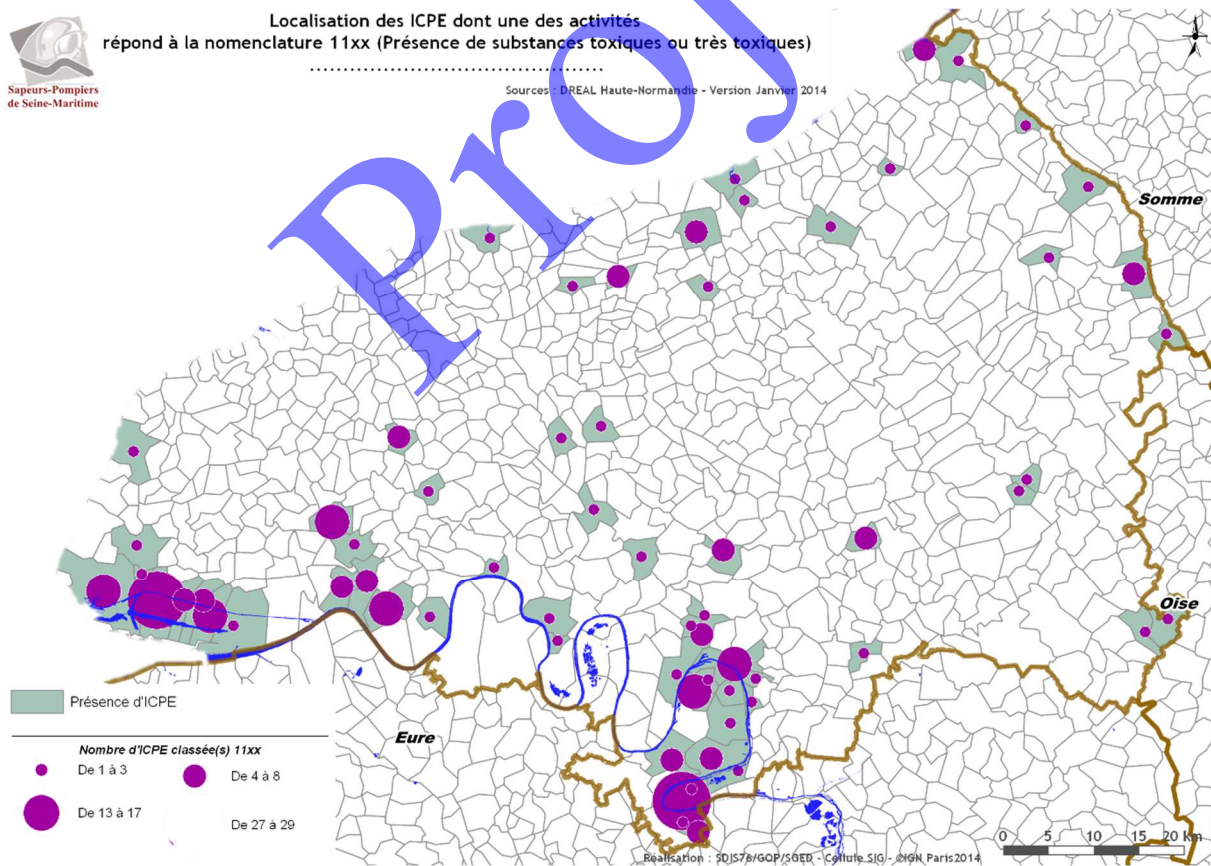 Localisation des ICPE dont une des activités
répond à la nomenclature 11xx (Présence de substances toxiques ou très toxiques)
Sources : DREAL Haute-Normandie - Version Janvier 2014
Sapeurs-Pompiers
de Seine-Maritime
Proj
Somme
Oise
Eure
Présence d'ICPE
Nombre d'ICPE classée(s) 11xx
De 1 à 3
De 4 à 8
De 13 à 17
De 27 à 29
0 5 10 15 20 km
Réalisation : SDIS76/GOP/SGED - Cellule SIG - ©IGN Paris2014